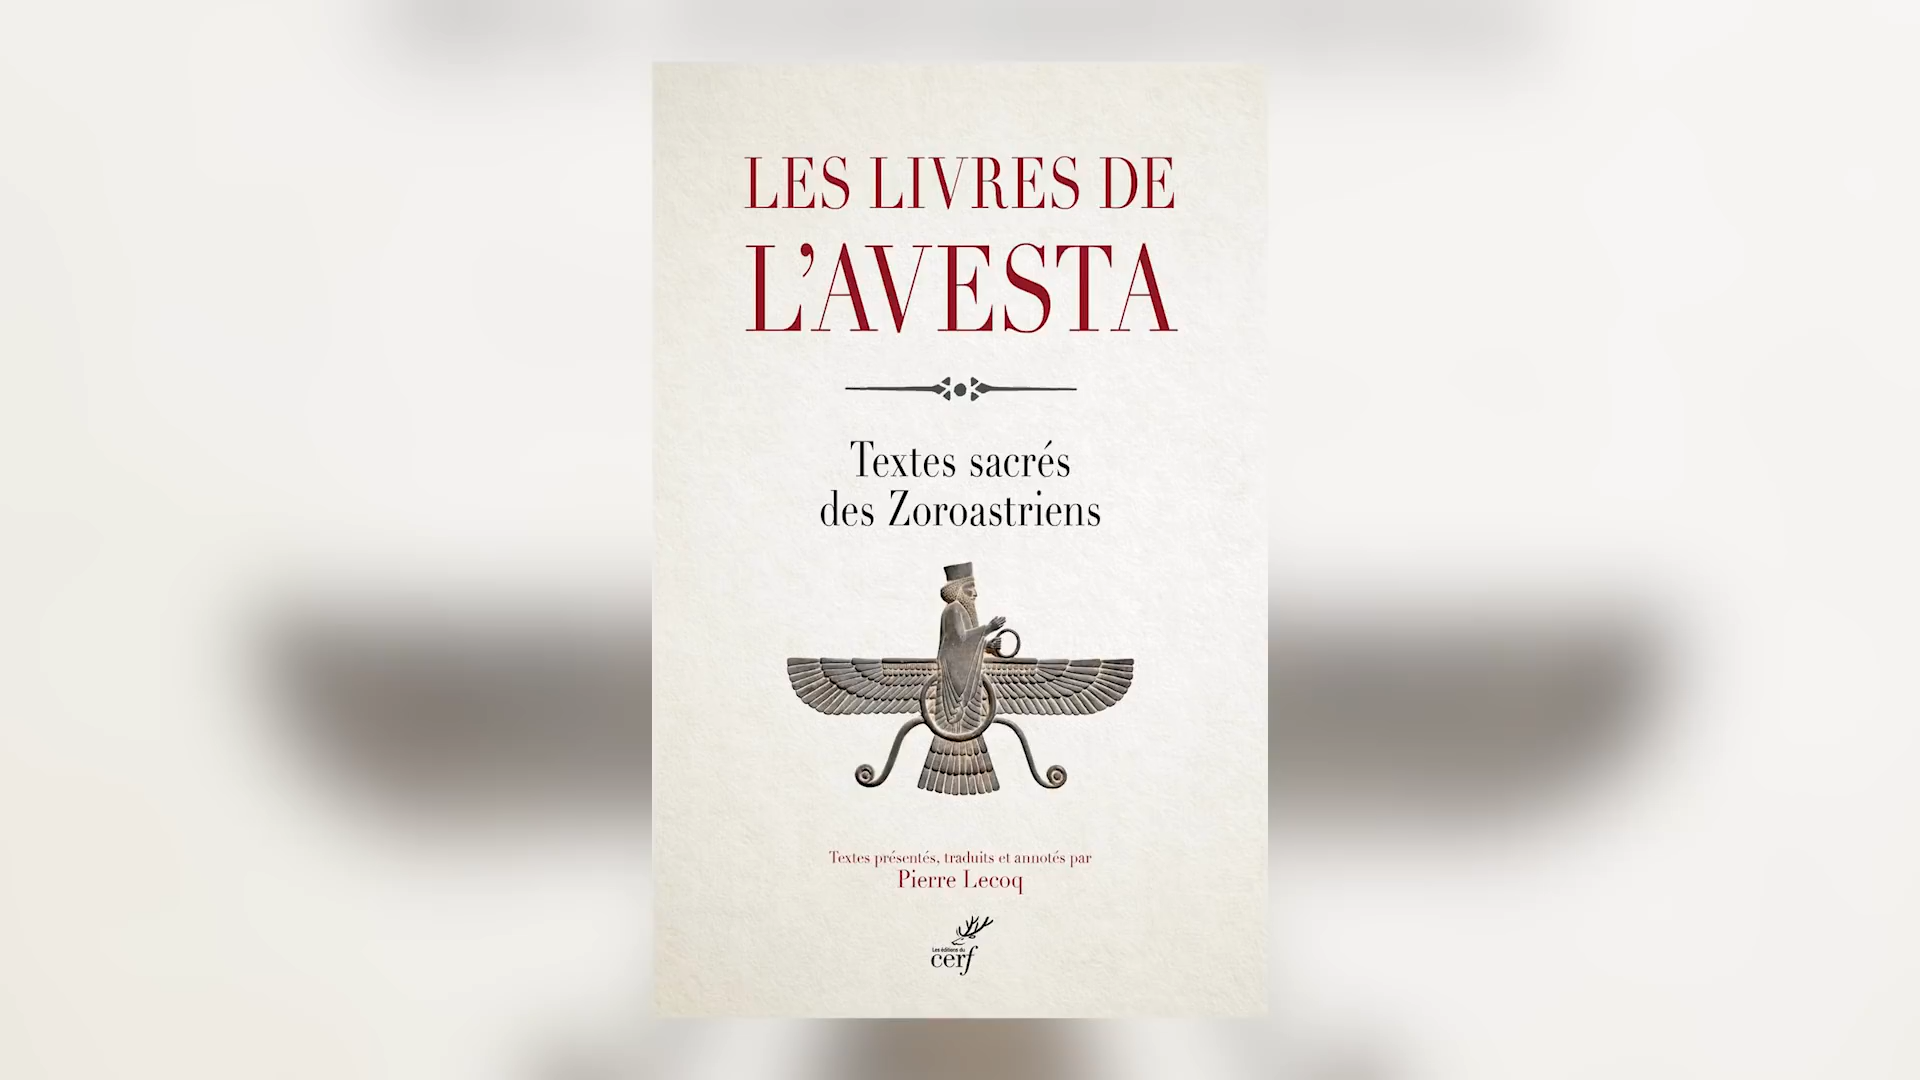 LES LIVRES DE
L’AVESTA
Textes sacrés
des Zoroastriens
Textes présentés, traduits et annotés par
Pierre Lecoq
Les éditions du
cerf